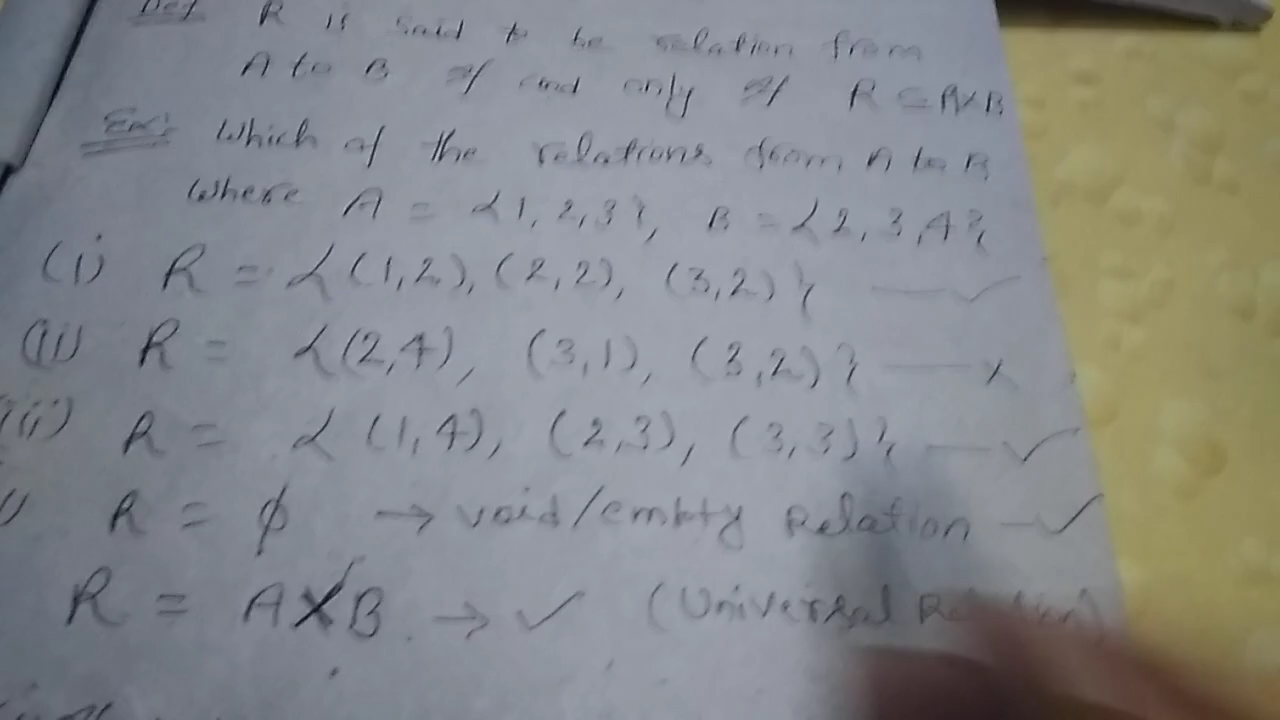 Def R is said to be relation from
A to B if and only if R ⊆ A×B
Ex: Which of the relations from A to B
where A = {1, 2, 3}, B = {2, 3, 4},
(i) R = {(1,2), (2,2), (3,2)} — ✓
(ii) R = {(2,4), (3,1), (3,2)} — ×
(iii) R = {(1,4), (2,3), (3,3)}, — ✓
R = ϕ → void/empty Relation — ✓
R = A×B. → ✓ (Universal Relation)